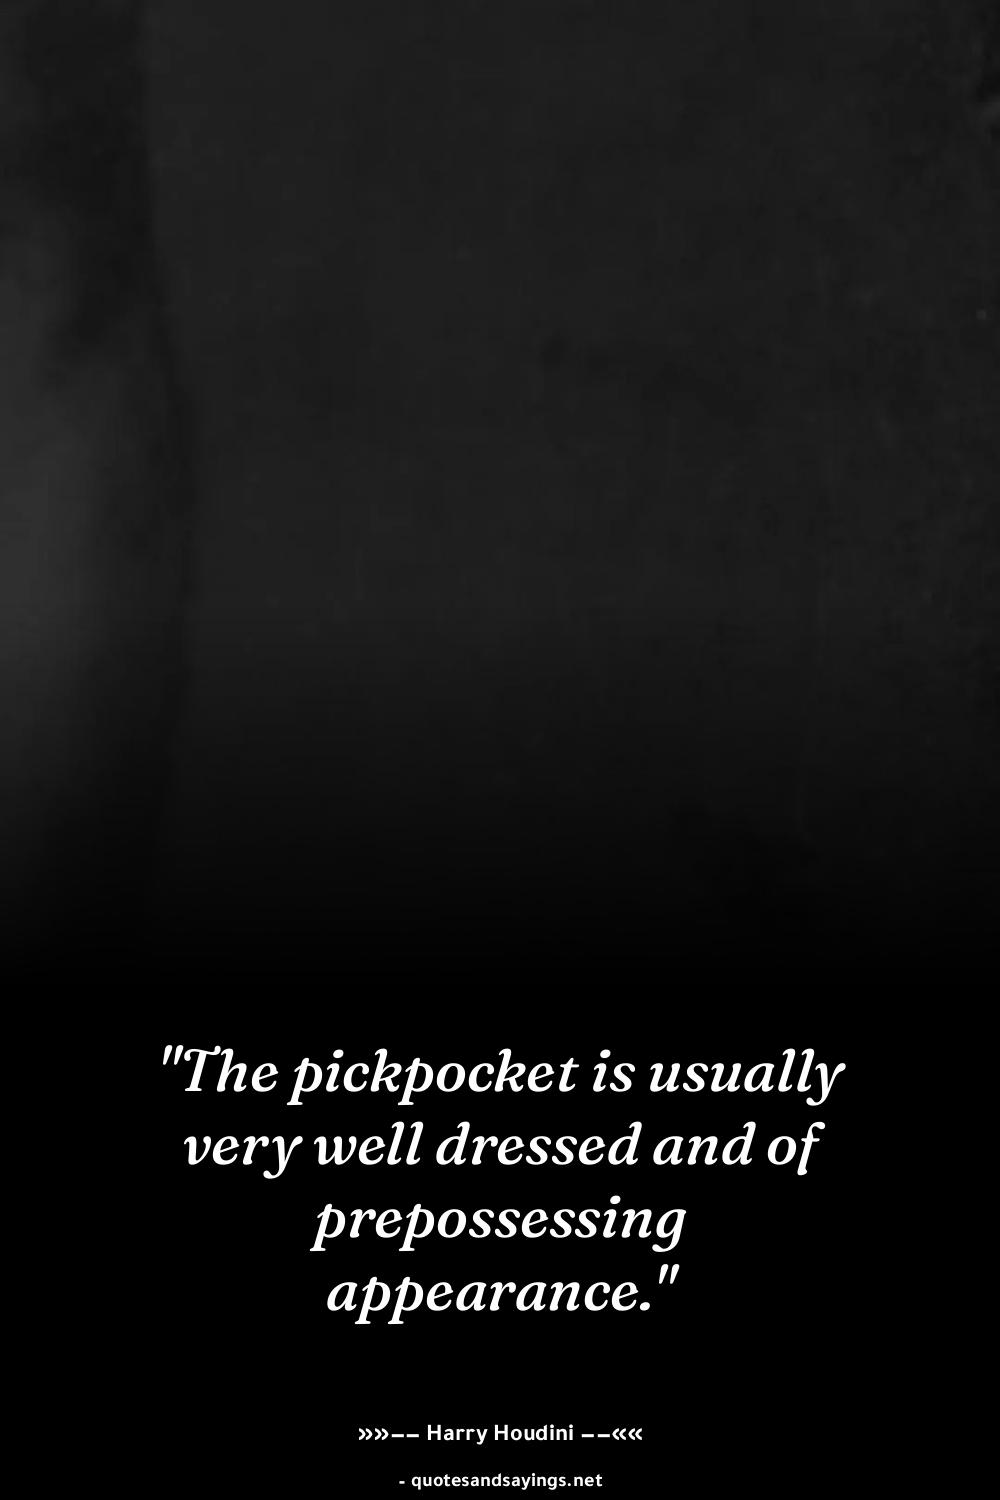 "The pickpocket is usually
very well dressed and of
prepossessing
appearance."
»»−− Harry Houdini −−««
- quotesandsayings.net